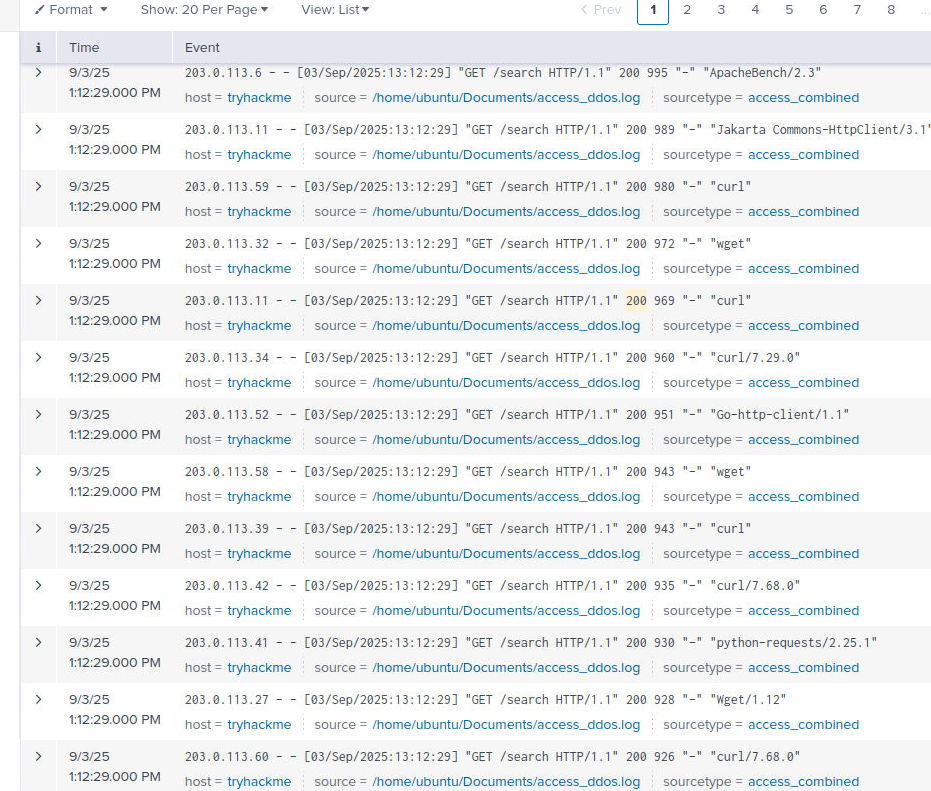 Format ▾ Show: 20 Per Page ▾ View: List ▾ < Prev 1 2 3 4 5 6 7 8 ...
i Time Event
> 9/3/25 203.0.113.6 - - [03/Sep/2025:13:12:29] "GET /search HTTP/1.1" 200 995 "-" "ApacheBench/2.3"
1:12:29.000 PM host = tryhackme source = /home/ubuntu/Documents/access_ddos.log sourcetype = access_combined
> 9/3/25 203.0.113.11 - - [03/Sep/2025:13:12:29] "GET /search HTTP/1.1" 200 989 "-" "Jakarta Commons-HttpClient/3.1"
1:12:29.000 PM host = tryhackme source = /home/ubuntu/Documents/access_ddos.log sourcetype = access_combined
> 9/3/25 203.0.113.59 - - [03/Sep/2025:13:12:29] "GET /search HTTP/1.1" 200 980 "-" "curl"
1:12:29.000 PM host = tryhackme source = /home/ubuntu/Documents/access_ddos.log sourcetype = access_combined
> 9/3/25 203.0.113.32 - - [03/Sep/2025:13:12:29] "GET /search HTTP/1.1" 200 972 "-" "wget"
1:12:29.000 PM host = tryhackme source = /home/ubuntu/Documents/access_ddos.log sourcetype = access_combined
> 9/3/25 203.0.113.11 - - [03/Sep/2025:13:12:29] "GET /search HTTP/1.1" 200 969 "-" "curl"
1:12:29.000 PM host = tryhackme source = /home/ubuntu/Documents/access_ddos.log sourcetype = access_combined
> 9/3/25 203.0.113.34 - - [03/Sep/2025:13:12:29] "GET /search HTTP/1.1" 200 960 "-" "curl/7.29.0"
1:12:29.000 PM host = tryhackme source = /home/ubuntu/Documents/access_ddos.log sourcetype = access_combined
> 9/3/25 203.0.113.52 - - [03/Sep/2025:13:12:29] "GET /search HTTP/1.1" 200 951 "-" "Go-http-client/1.1"
1:12:29.000 PM host = tryhackme source = /home/ubuntu/Documents/access_ddos.log sourcetype = access_combined
> 9/3/25 203.0.113.58 - - [03/Sep/2025:13:12:29] "GET /search HTTP/1.1" 200 943 "-" "wget"
1:12:29.000 PM host = tryhackme source = /home/ubuntu/Documents/access_ddos.log sourcetype = access_combined
> 9/3/25 203.0.113.39 - - [03/Sep/2025:13:12:29] "GET /search HTTP/1.1" 200 943 "-" "curl"
1:12:29.000 PM host = tryhackme source = /home/ubuntu/Documents/access_ddos.log sourcetype = access_combined
> 9/3/25 203.0.113.42 - - [03/Sep/2025:13:12:29] "GET /search HTTP/1.1" 200 935 "-" "curl/7.68.0"
1:12:29.000 PM host = tryhackme source = /home/ubuntu/Documents/access_ddos.log sourcetype = access_combined
> 9/3/25 203.0.113.41 - - [03/Sep/2025:13:12:29] "GET /search HTTP/1.1" 200 930 "-" "python-requests/2.25.1"
1:12:29.000 PM host = tryhackme source = /home/ubuntu/Documents/access_ddos.log sourcetype = access_combined
> 9/3/25 203.0.113.27 - - [03/Sep/2025:13:12:29] "GET /search HTTP/1.1" 200 928 "-" "Wget/1.12"
1:12:29.000 PM host = tryhackme source = /home/ubuntu/Documents/access_ddos.log sourcetype = access_combined
> 9/3/25 203.0.113.60 - - [03/Sep/2025:13:12:29] "GET /search HTTP/1.1" 200 926 "-" "curl/7.68.0"
1:12:29.000 PM host = tryhackme source = /home/ubuntu/Documents/access_ddos.log sourcetype = access_combined